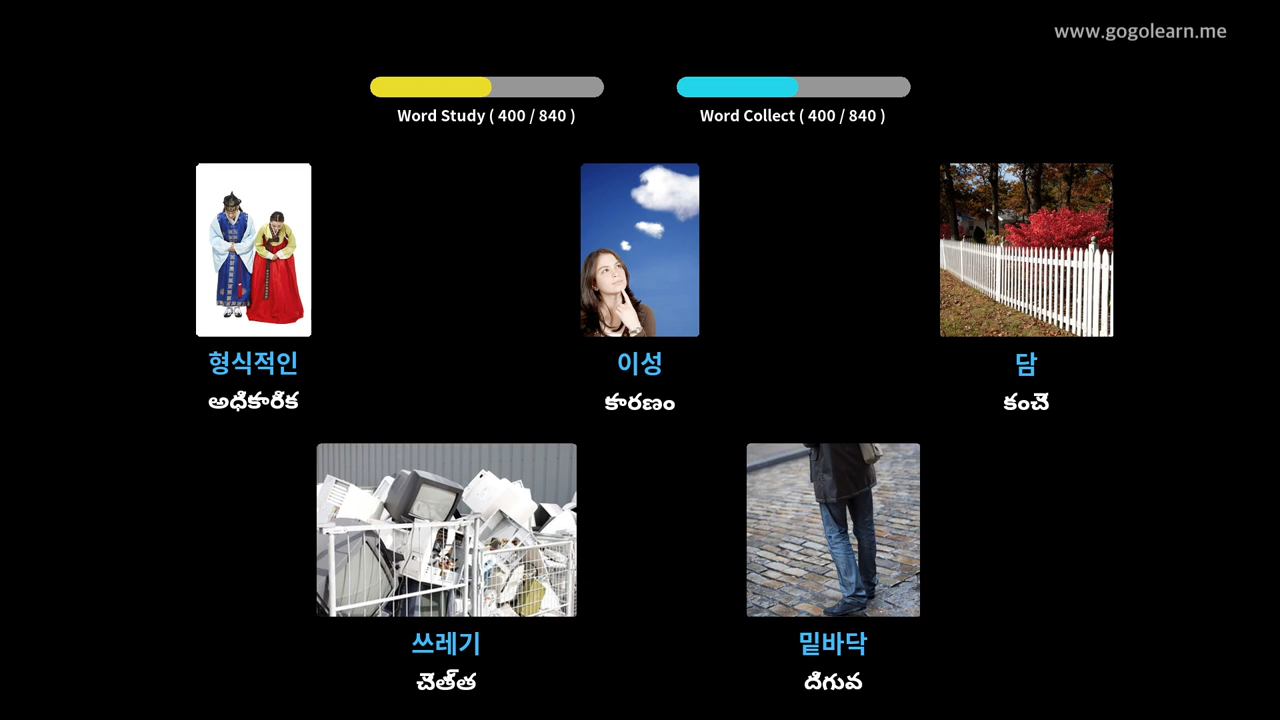 www.gogolearn.me
Word Study ( 400 / 840 )
Word Collect ( 400 / 840 )
형식적인
అధికారిక
이성
కారణం
담
కంచె
쓰레기
చెత్త
밑바닥
దిగువ